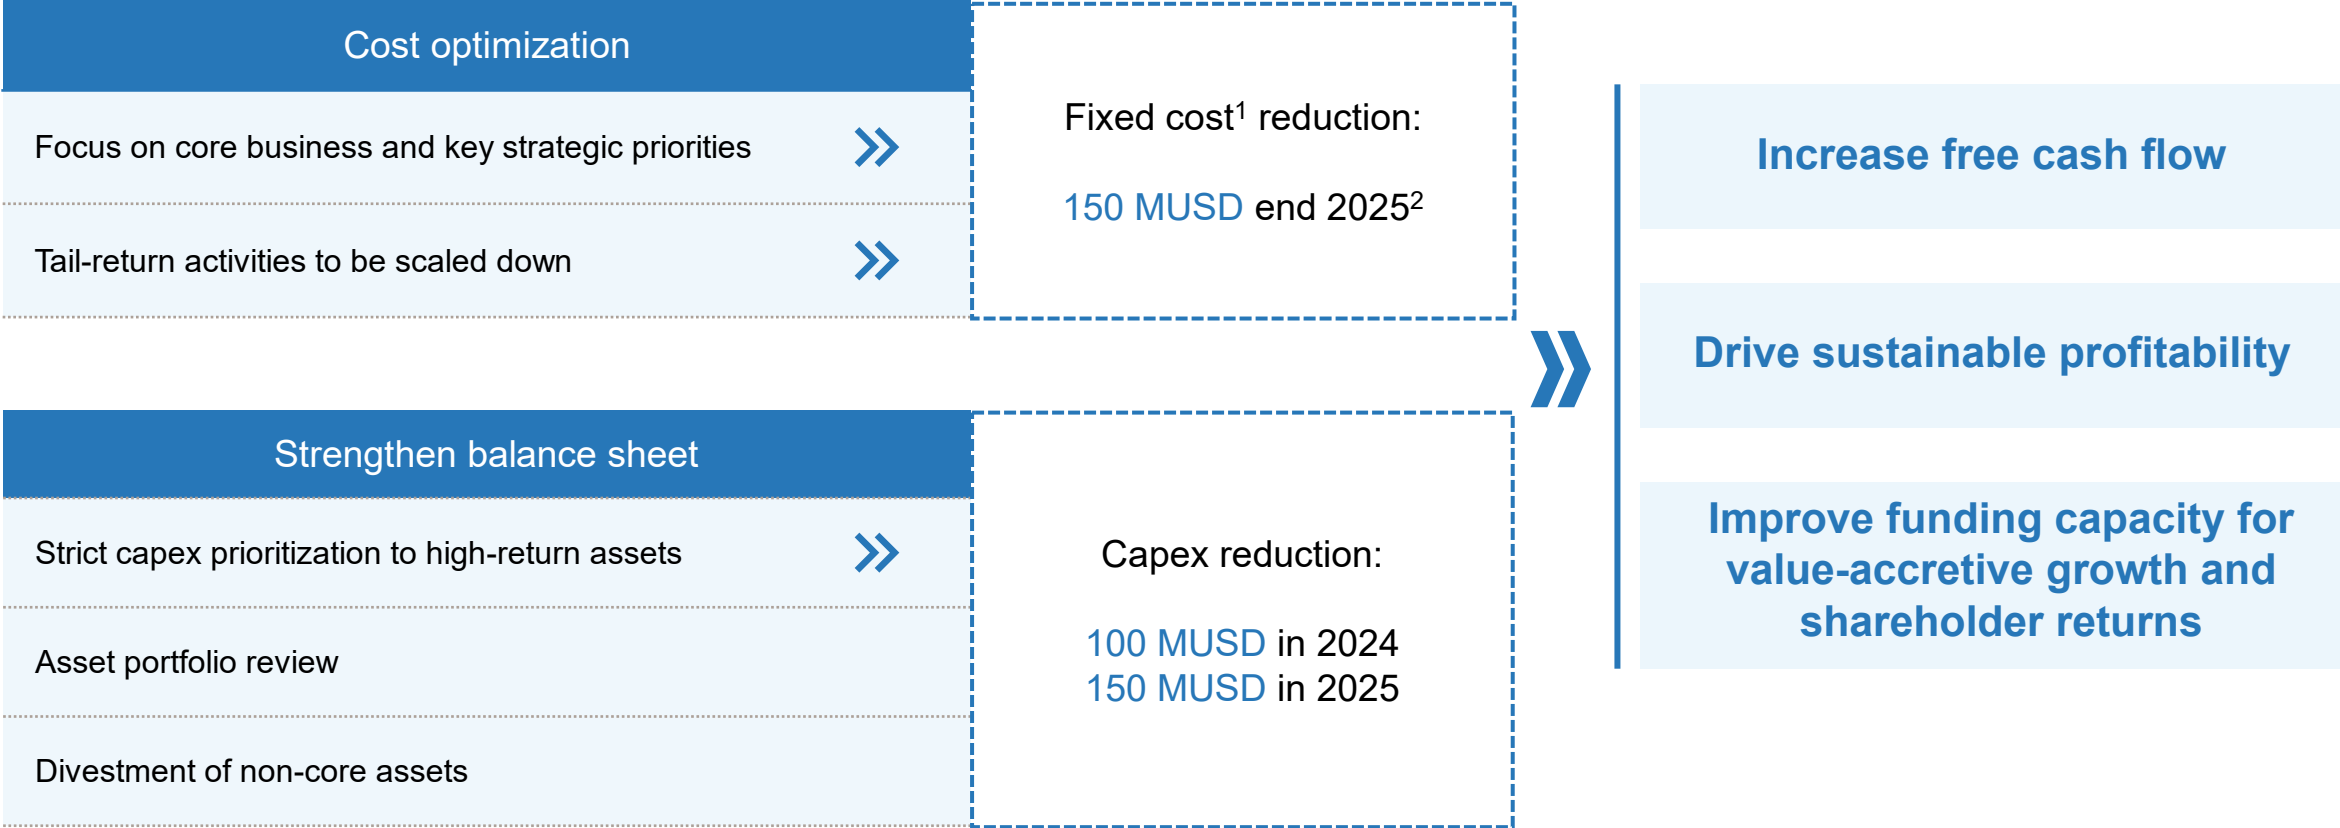 Cost optimization
Focus on core business and key strategic priorities
Tail-return activities to be scaled down
Fixed cost¹ reduction:
150 MUSD end 2025²
Strengthen balance sheet
Strict capex prioritization to high-return assets
Asset portfolio review
Divestment of non-core assets
Capex reduction:
100 MUSD in 2024
150 MUSD in 2025
Increase free cash flow
Drive sustainable profitability
Improve funding capacity for
value-accretive growth and
shareholder returns